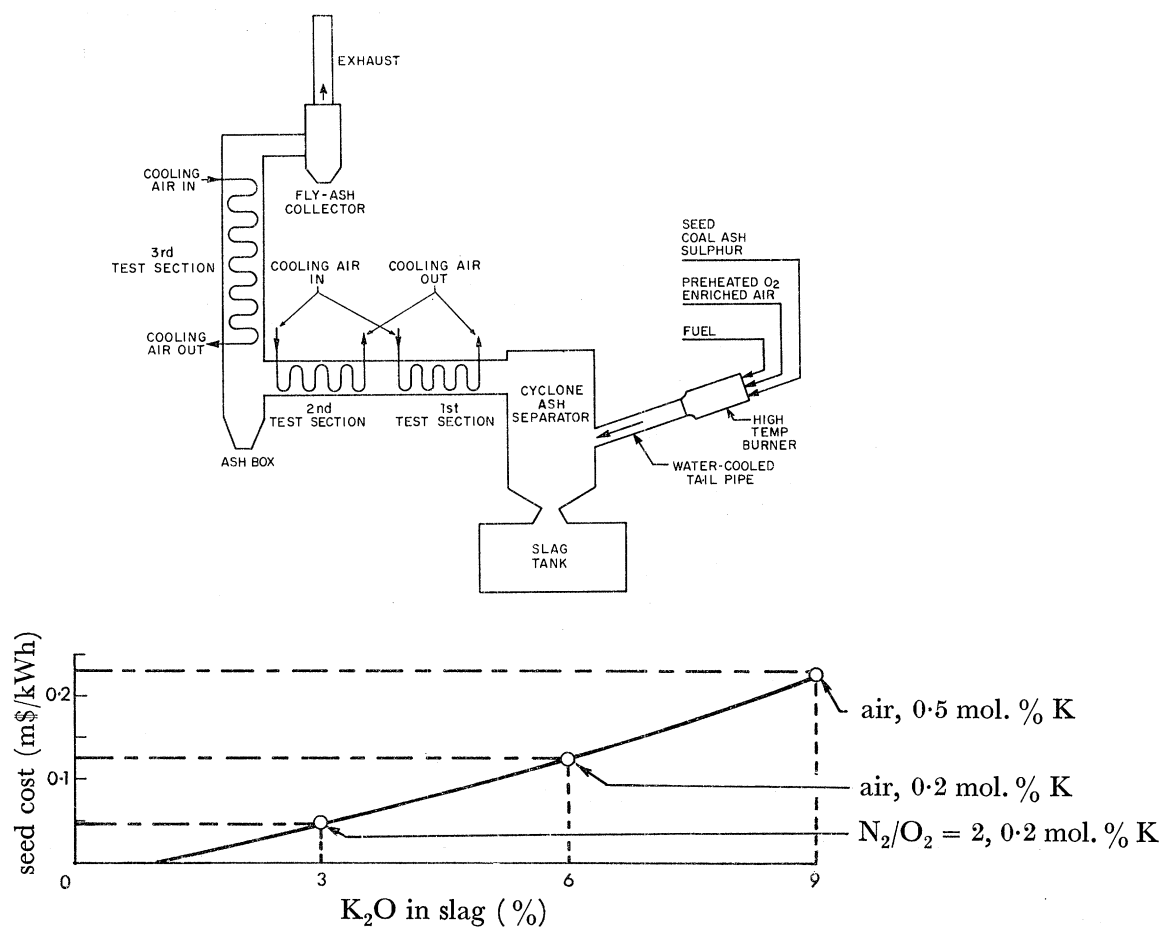 EXHAUST
COOLING
AIR IN
FLY-ASH
COLLECTOR
3rd
TEST SECTION
COOLING AIR
IN
COOLING AIR
OUT
SEED
COAL ASH
SULPHUR
PREHEATED O₂
ENRICHED AIR
FUEL
COOLING
AIR OUT
CYCLONE
ASH
SEPARATOR
2nd
TEST SECTION
1st
TEST SECTION
HIGH
TEMP
BURNER
ASH BOX
WATER-COOLED
TAIL PIPE
SLAG
TANK
seed cost (m$/kWh)
0·2
0·1
0
3
6
9
K₂O in slag (%)
air, 0·5 mol. % K
air, 0·2 mol. % K
N₂/O₂ = 2, 0·2 mol. % K